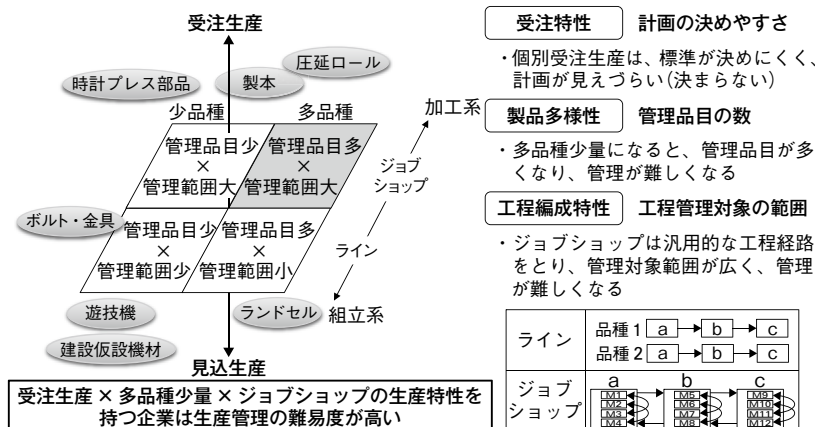 受注生産
圧延ロール
時計プレス部品
製本
少品種
多品種
加工系
管理品目少
×
管理範囲大
管理品目多
×
管理範囲大
ジョブ
ショップ
ボルト・金具
管理品目少
×
管理範囲少
管理品目多
×
管理範囲小
ライン
遊技機
ランドセル
組立系
建設仮設機材
見込生産
受注生産 × 多品種少量 × ジョブショップの生産特性を
持つ企業は生産管理の難易度が高い
受注特性 計画の決めやすさ
・個別受注生産は、標準が決めにくく、
計画が見えづらい(決まらない)
製品多様性 管理品目の数
・多品種少量になると、管理品目が多
くなり、管理が難しくなる
工程編成特性 工程管理対象の範囲
・ジョブショップは汎用的な工程経路
をとり、管理対象範囲が広く、管理
が難しくなる
ライン
品種1 a b c
品種2 a b c
ジョブ
ショップ
a b c
M1 M5 M9
M2 M6 M10
M3 M7 M11
M4 M8 M12